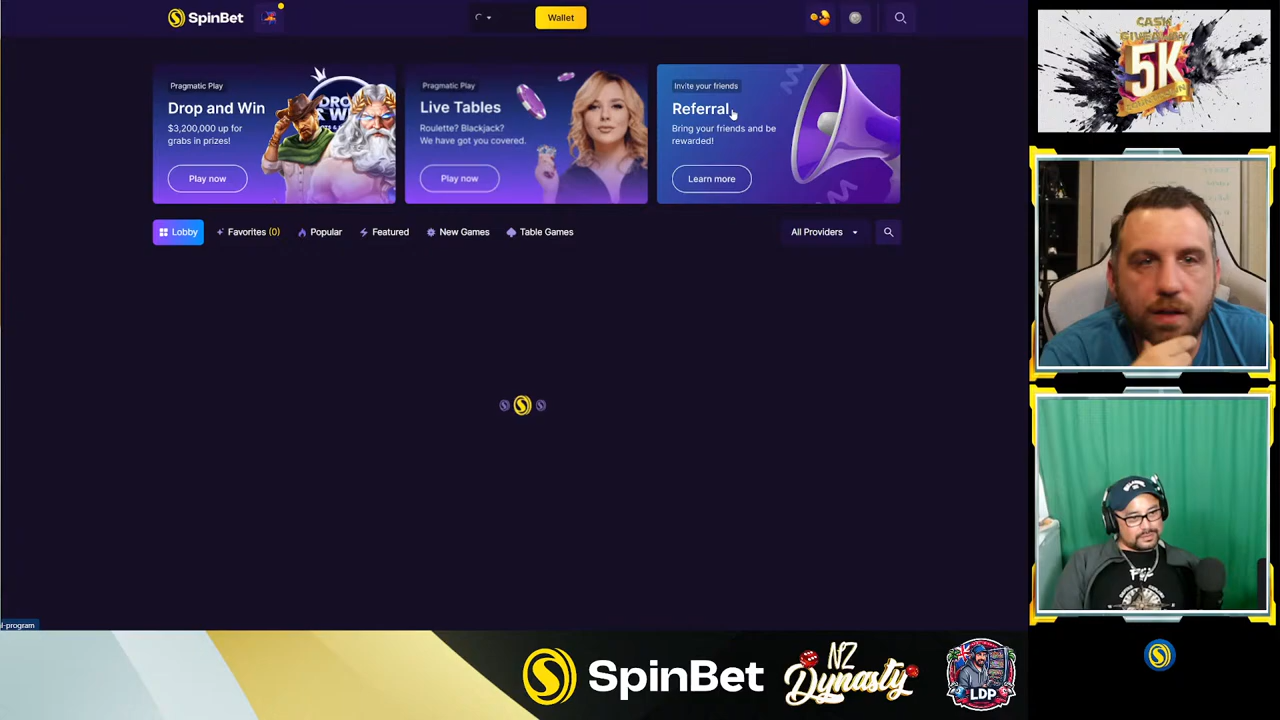 SpinBet
Wallet
Pragmatic Play
Drop and Win
$3,200,000 up for
grabs in prizes!
Play now
Pragmatic Play
Live Tables
Roulette? Blackjack?
We have got you covered.
Play now
Invite your friends
Referral
Bring your friends and be
rewarded!
Learn more
Lobby
Favorites (0)
Popular
Featured
New Games
Table Games
All Providers
l-program
CASH
GIVEAWAY
5K
SpinBet
NZ
Dynasty
LDP